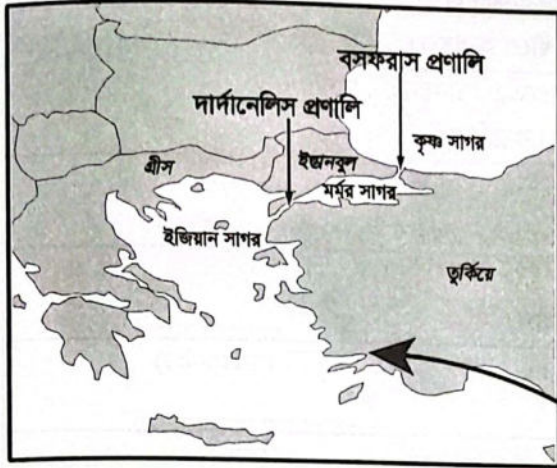 বসফরাস প্রণালি
দার্দানেলিস প্রণালি
কৃষ্ণ সাগর
গ্রীস
ইস্তানবুল
মর্মর সাগর
ইজিয়ান সাগর
তুর্কিয়ে